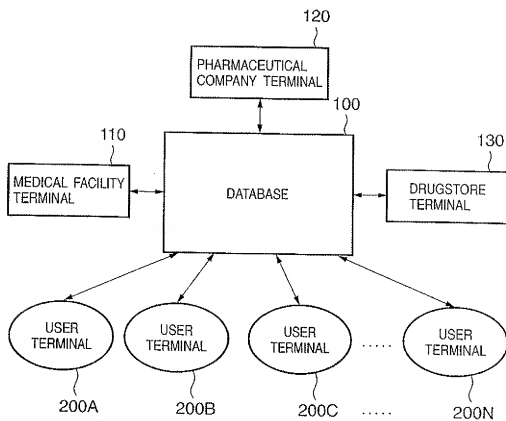 120
PHARMACEUTICAL
COMPANY TERMINAL
100
110
130
MEDICAL FACILITY
TERMINAL
DATABASE
DRUGSTORE
TERMINAL
USER
TERMINAL
USER
TERMINAL
USER
TERMINAL
.....
USER
TERMINAL
200A
200B
200C
.....
200N